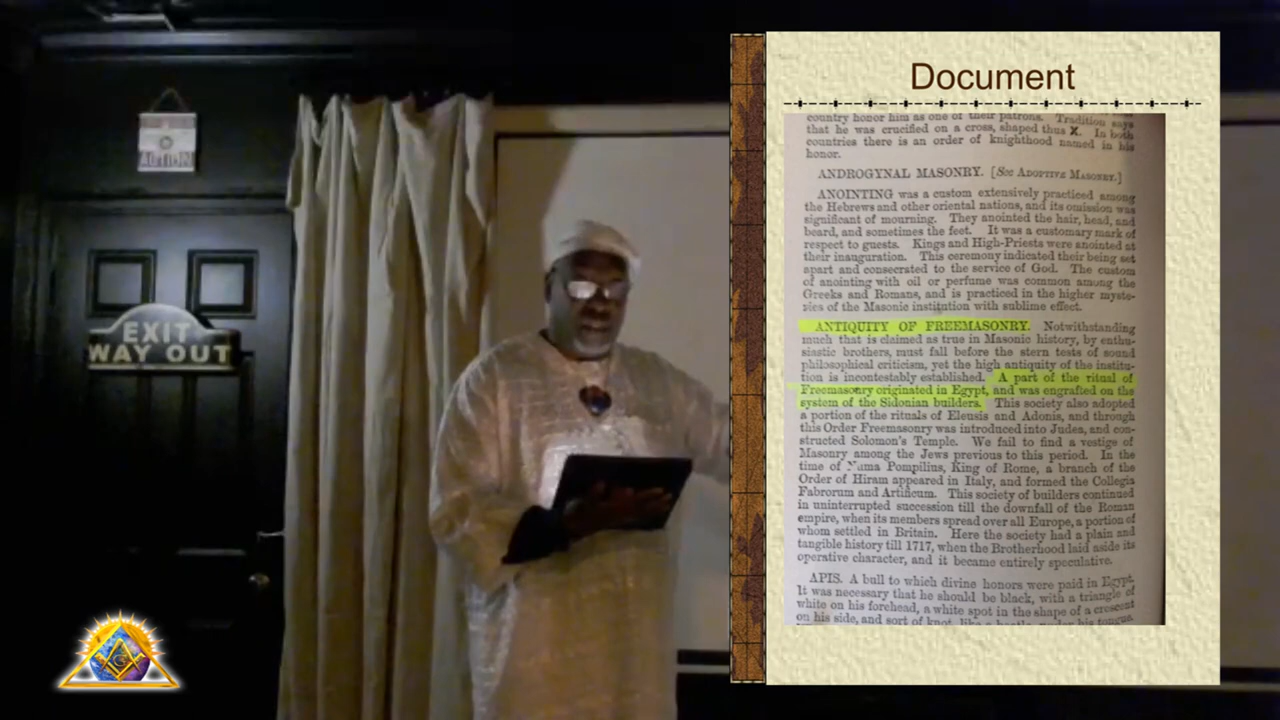 AUTION
EXIT
WAY OUT
G
Document
country honor him as one of their patrons. Tradition says
that he was crucified on a cross, shaped thus X. In both
countries there is an order of knighthood named in his
honor.
ANDROGYNAL MASONRY. [See ADOPTIVE MASONRY.]
ANOINTING was a custom extensively practiced among
the Hebrews and other oriental nations, and its omission was
significant of mourning. They anointed the hair, head, and
beard, and sometimes the feet. It was a customary mark of
respect to guests. Kings and High-Priests were anointed at
their inauguration. This ceremony indicated their being set
apart and consecrated to the service of God. The custom
of anointing with oil or perfume was common among the
Greeks and Romans, and is practiced in the higher myste-
ries of the Masonic institution with sublime effect.
ANTIQUITY OF FREEMASONRY. Notwithstanding
much that is claimed as true in Masonic history, by enthu-
siastic brothers, must fall before the stern tests of sound
philosophical criticism, yet the high antiquity of the institu-
tion is incontestably established. A part of the ritual of
Freemasonry originated in Egypt, and was engrafted on the
system of the Sidonian builders. This society also adopted
a portion of the rituals of Eleusis and Adonis, and through
this Order Freemasonry was introduced into Judea, and con-
structed Solomon's Temple. We fail to find a vestige of
Masonry among the Jews previous to this period. In the
time of Numa Pompilius, King of Rome, a branch of the
Order of Hiram appeared in Italy, and formed the Collegia
Fabrorum and Artificum. This society of builders continued
in uninterrupted succession till the downfall of the Roman
empire, when its members spread over all Europe, a portion of
whom settled in Britain. Here the society had a plain and
tangible history till 1717, when the Brotherhood laid aside its
operative character, and it became entirely speculative.
APIS. A bull to which divine honors were paid in Egypt.
It was necessary that he should be black, with a triangle of
white on his forehead, a white spot in the shape of a crescent
on his side, and sort of knot, like a beetle, under his tongue.